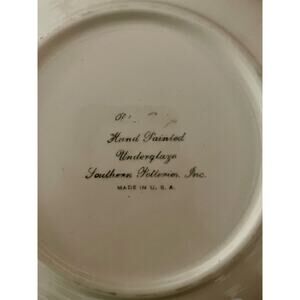 Hand Painted
Underglaze
Southern Potteries, Inc.
MADE IN U. S. A.